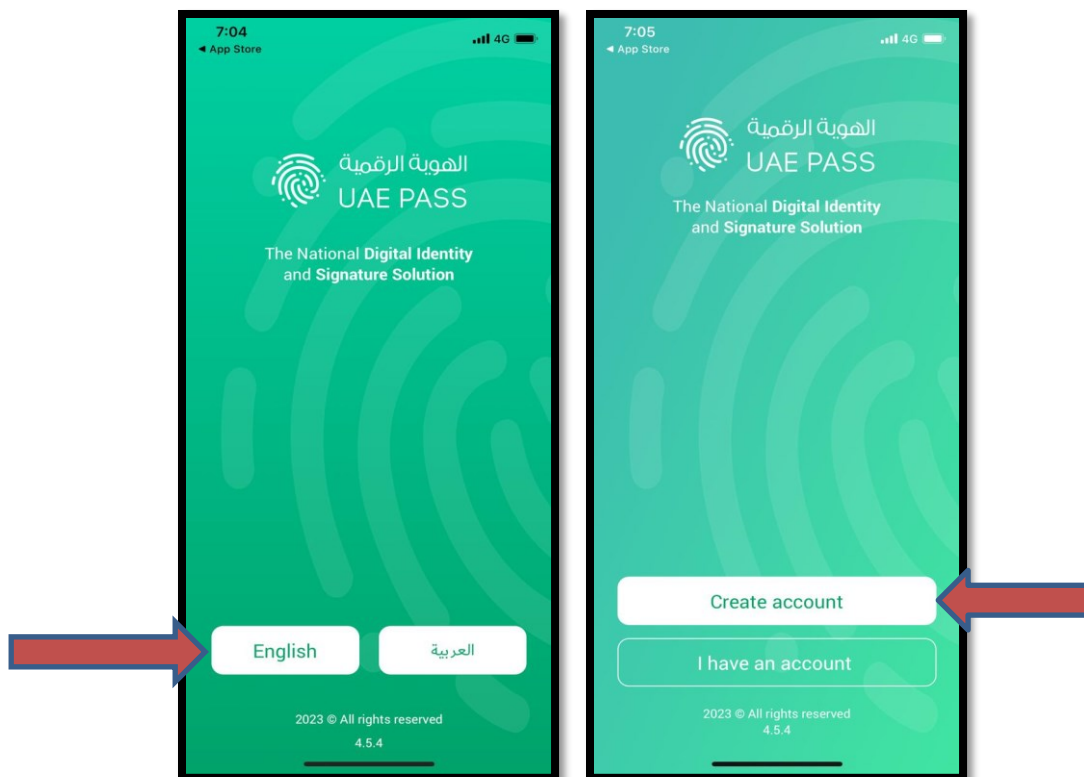 7:04
4G
◀ App Store
الهوية الرقمية
UAE PASS
The National Digital Identity
and Signature Solution
English
العربية
2023 © All rights reserved
4.5.4
7:05
4G
◀ App Store
الهوية الرقمية
UAE PASS
The National Digital Identity
and Signature Solution
Create account
I have an account
2023 © All rights reserved
4.5.4